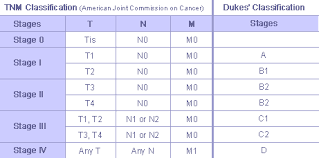 TNM Classification (American Joint Commission on Cancer) Dukes' Classification
Stages T N M Stages
Stage 0 Tis N0 M0
Stage I T1 N0 M0 A
T2 N0 M0 B1
Stage II T3 N0 M0 B2
T4 N0 M0 B2
Stage III T1, T2 N1 or N2 M0 C1
T3, T4 N1 or N2 M0 C2
Stage IV Any T Any N M1 D